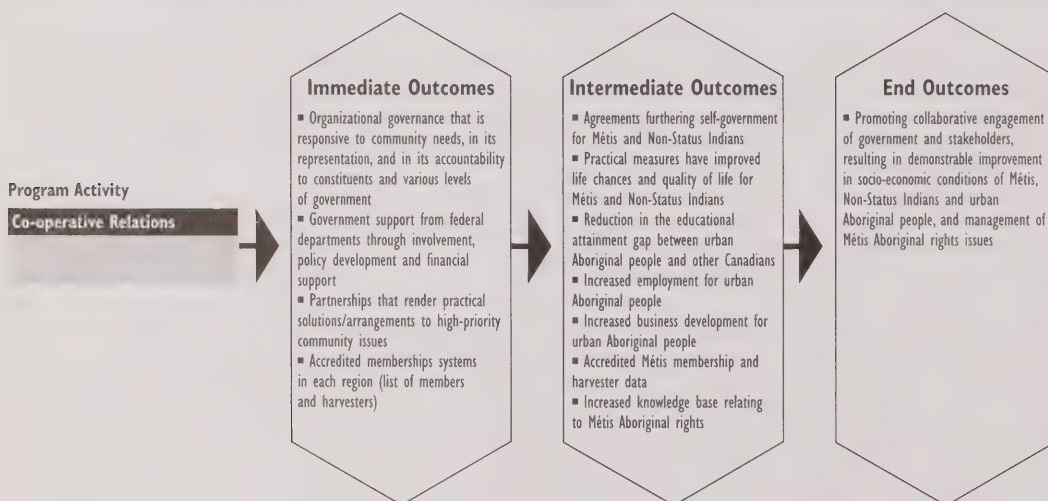 Program Activity
Co-operative Relations
Immediate Outcomes
■ Organizational governance that is
responsive to community needs, in its
representation, and in its accountability
to constituents and various levels
of government
■ Government support from federal
departments through involvement,
policy development and financial
support
■ Partnerships that render practical
solutions/arrangements to high-priority
community issues
■ Accredited memberships systems
in each region (list of members
and harvesters)
Intermediate Outcomes
■ Agreements furthering self-government
for Métis and Non-Status Indians
■ Practical measures have improved
life chances and quality of life for
Métis and Non-Status Indians
■ Reduction in the educational
attainment gap between urban
Aboriginal people and other Canadians
■ Increased employment for urban
Aboriginal people
■ Increased business development for
urban Aboriginal people
■ Accredited Métis membership and
harvester data
■ Increased knowledge base relating
to Métis Aboriginal rights
End Outcomes
■ Promoting collaborative engagement
of government and stakeholders,
resulting in demonstrable improvement
in socio-economic conditions of Métis,
Non-Status Indians and urban
Aboriginal people, and management of
Métis Aboriginal rights issues